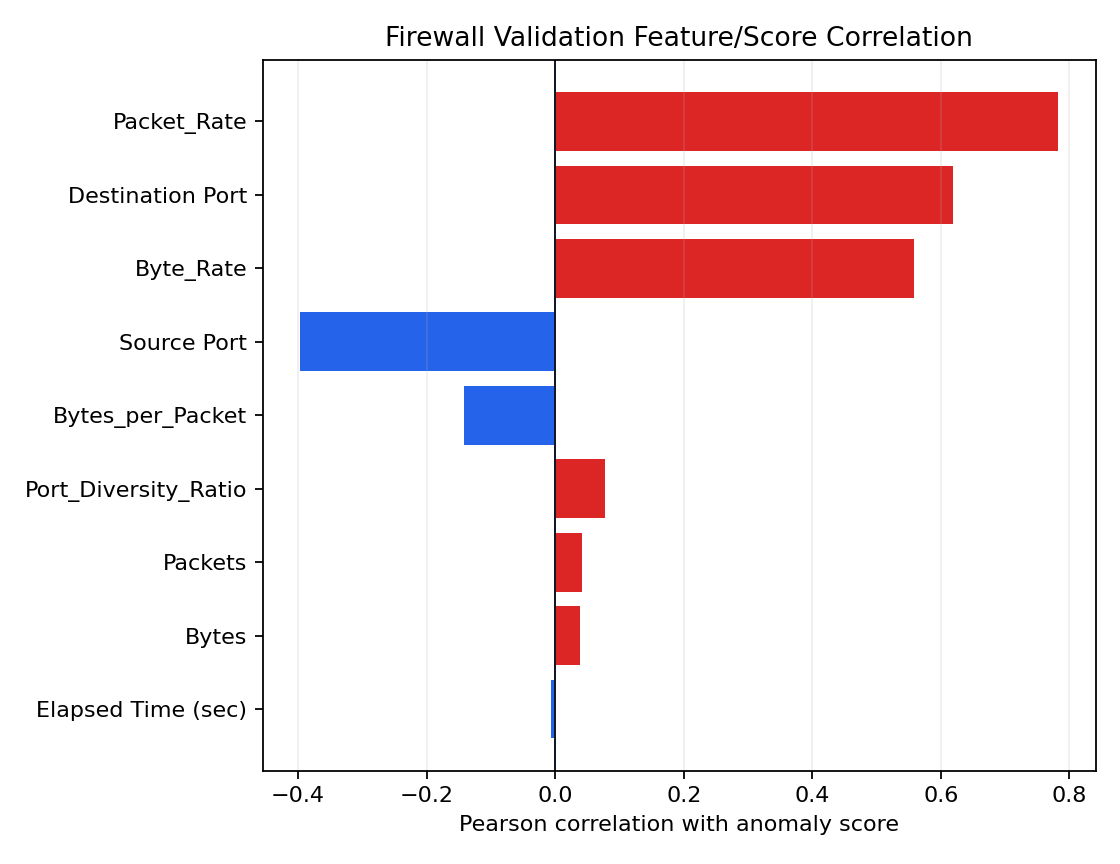 Firewall Validation Feature/Score Correlation
Packet_Rate
Destination Port
Byte_Rate
Source Port
Bytes_per_Packet
Port_Diversity_Ratio
Packets
Bytes
Elapsed Time (sec)
−0.4 −0.2 0.0 0.2 0.4 0.6 0.8
Pearson correlation with anomaly score